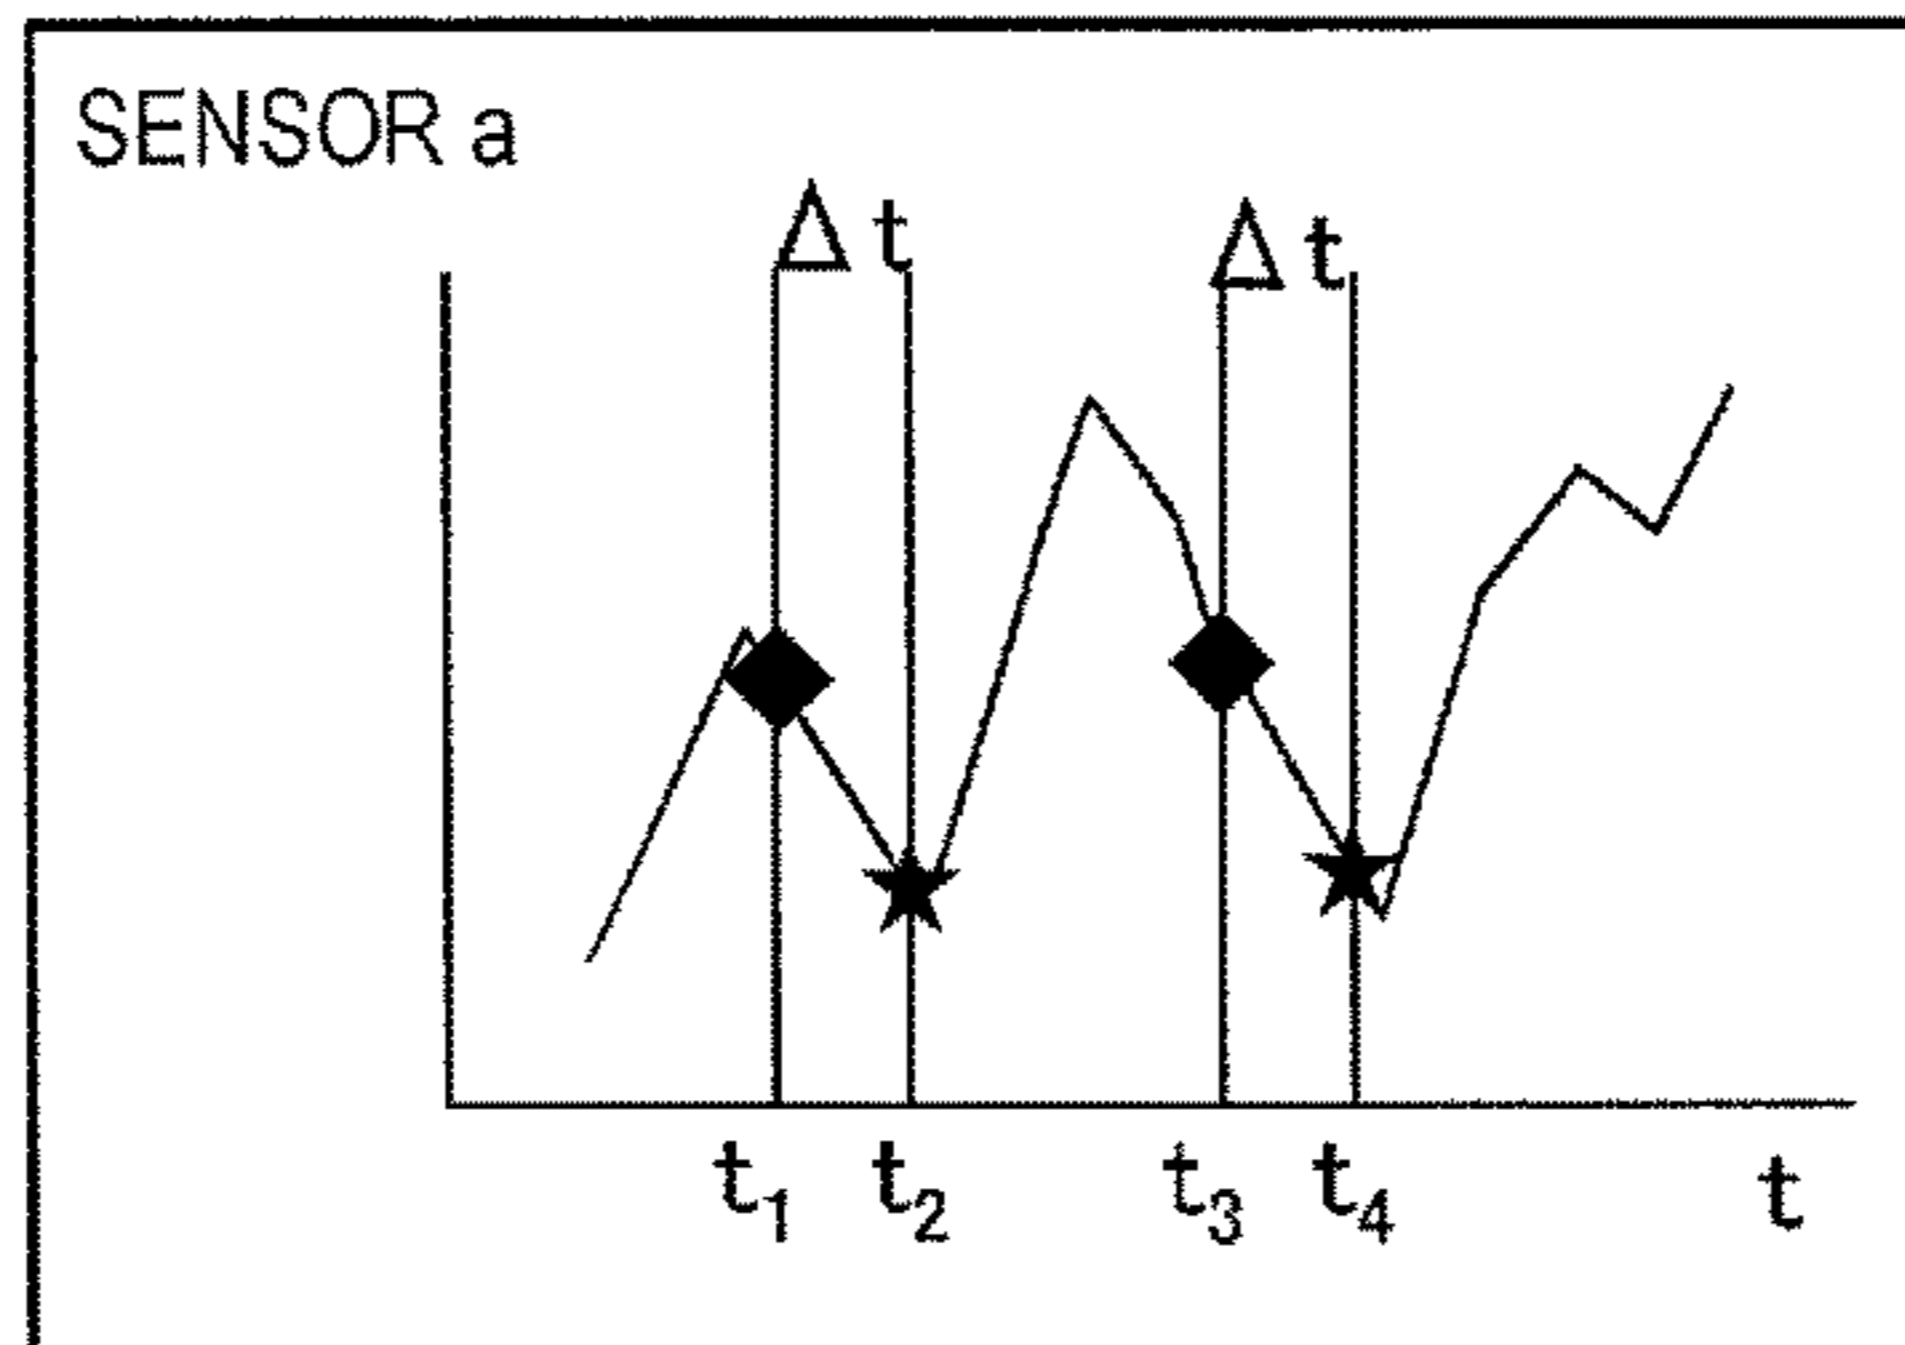 SENSOR a
Δt Δt
t₁ t₂ t₃ t₄ t